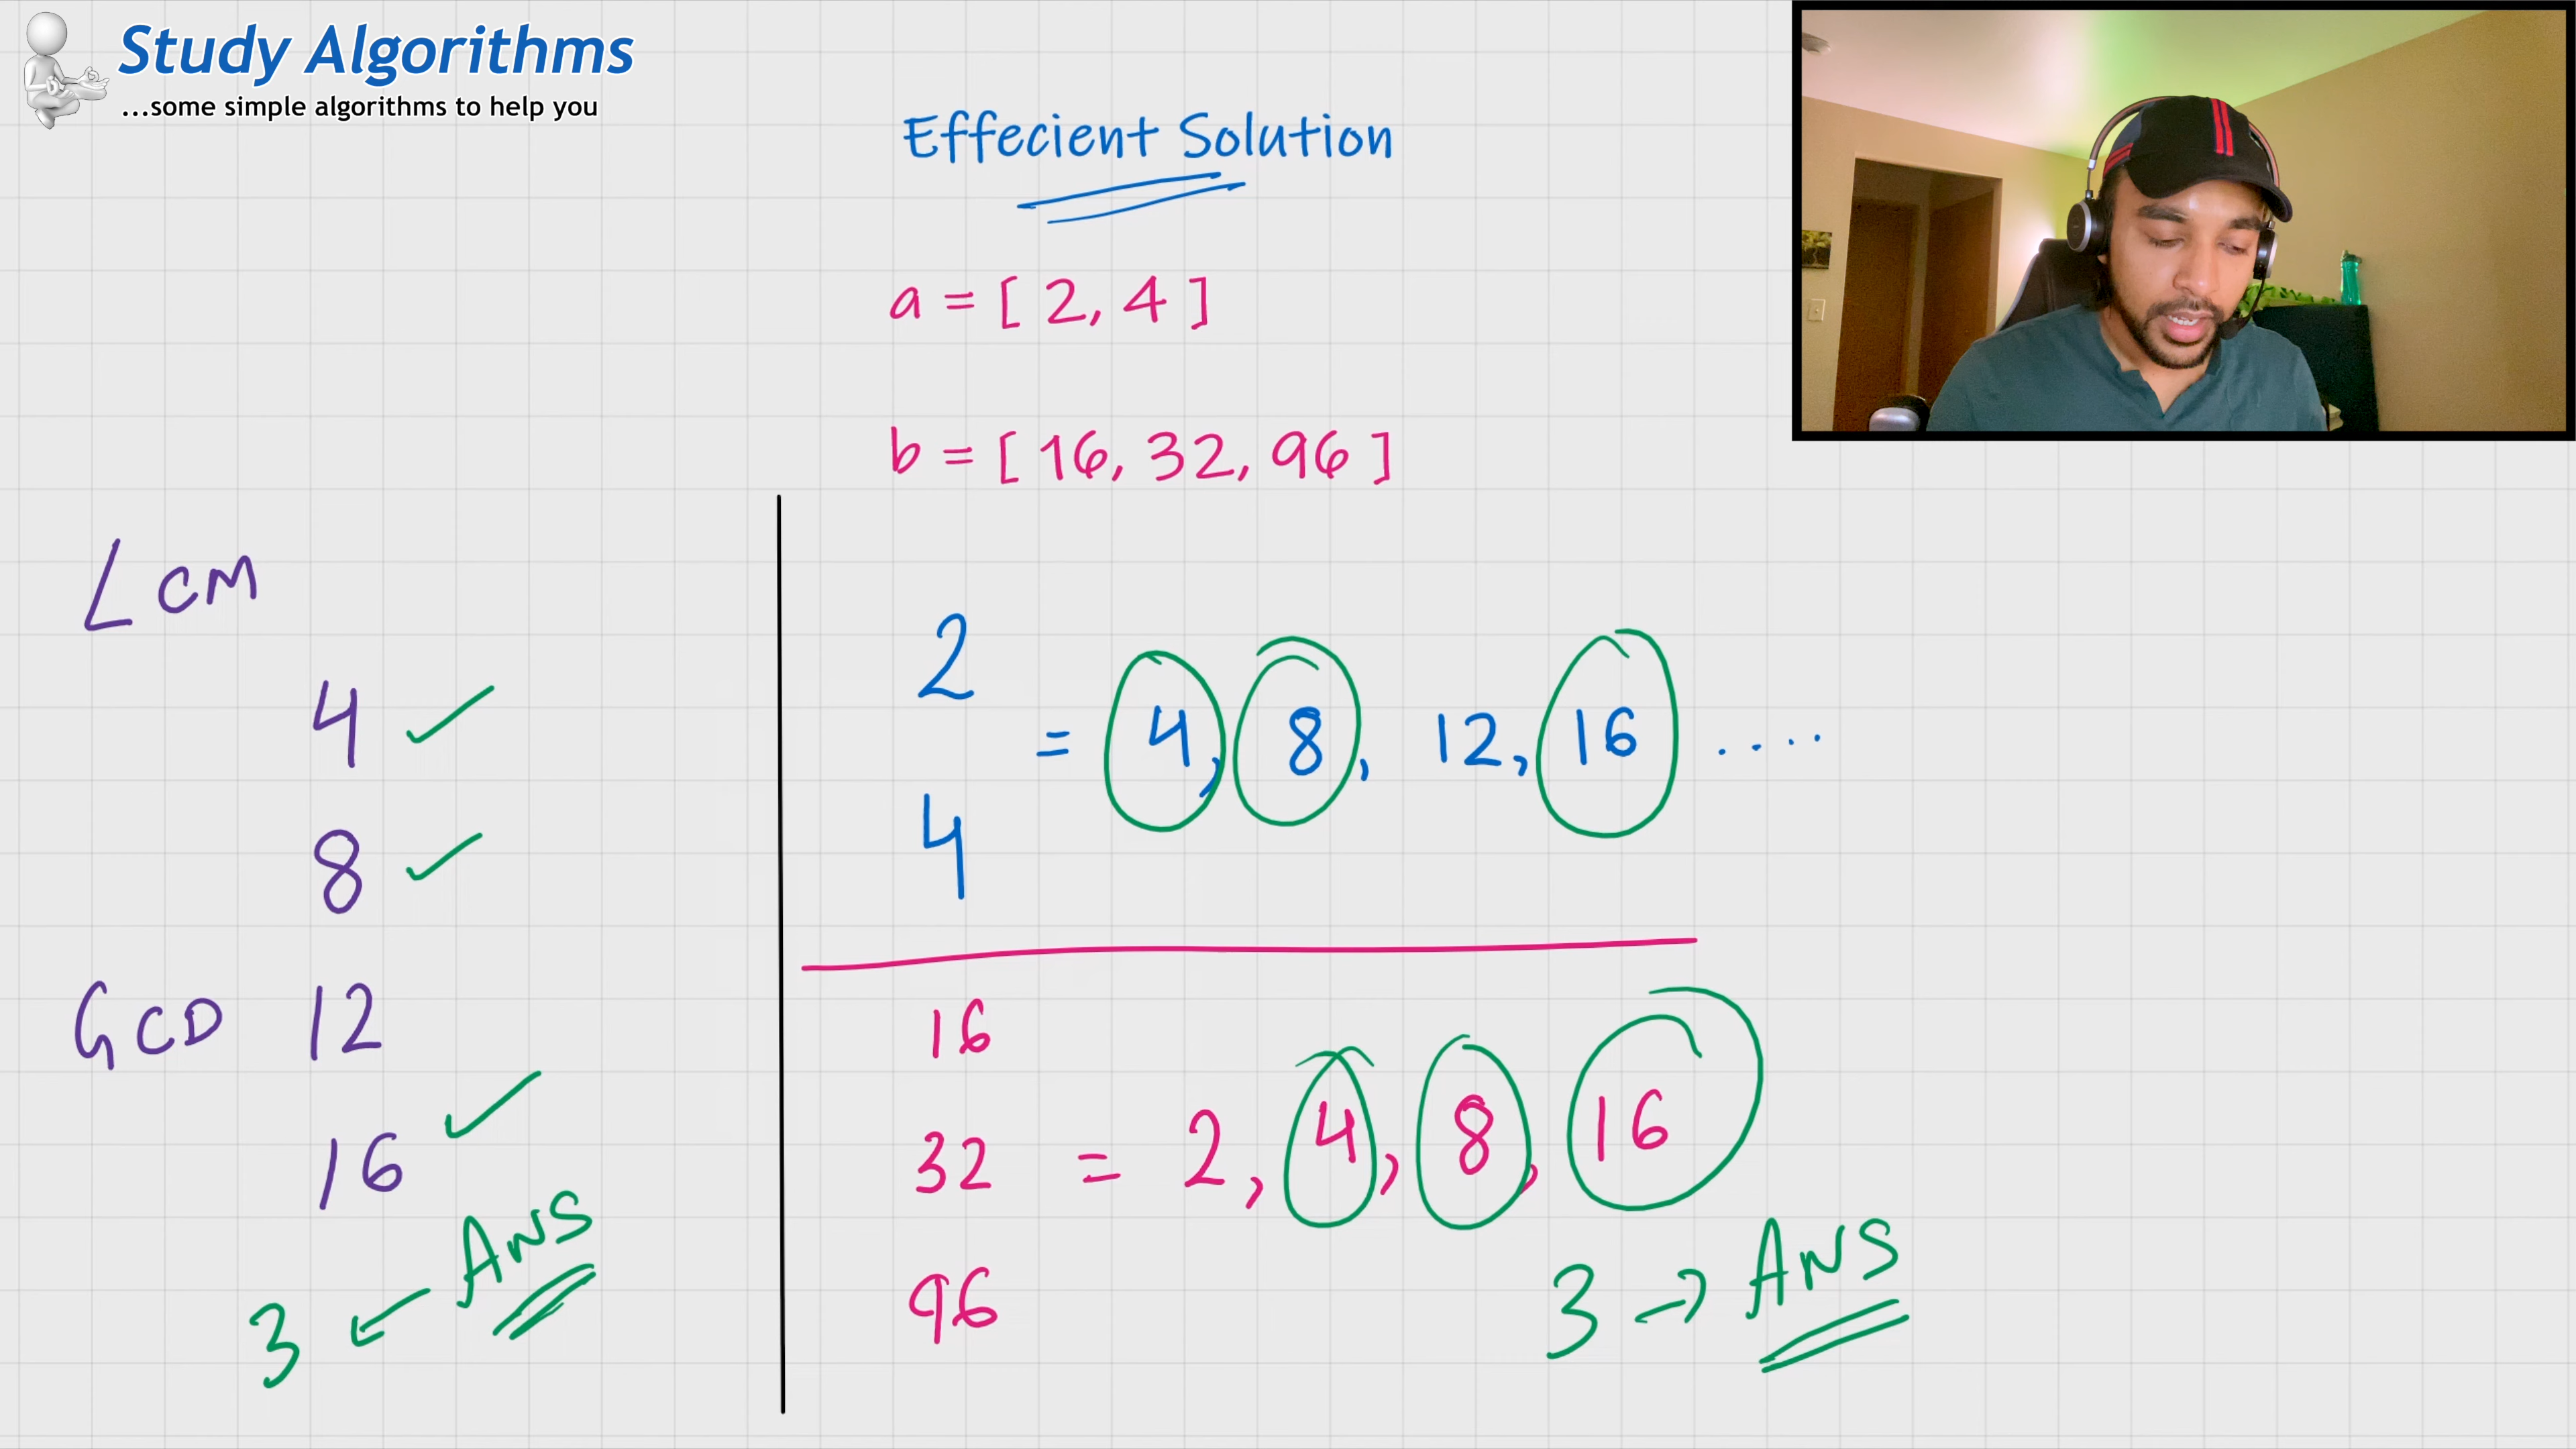 Study Algorithms
...some simple algorithms to help you
Effecient Solution
a = [ 2, 4 ]
b = [ 16, 32, 96 ]
LCM
4
8
GCD 12
16
3 ← Ans
2
= 4, 8, 12, 16 ....
4
16
32 = 2, 4, 8, 16
96
3 → Ans